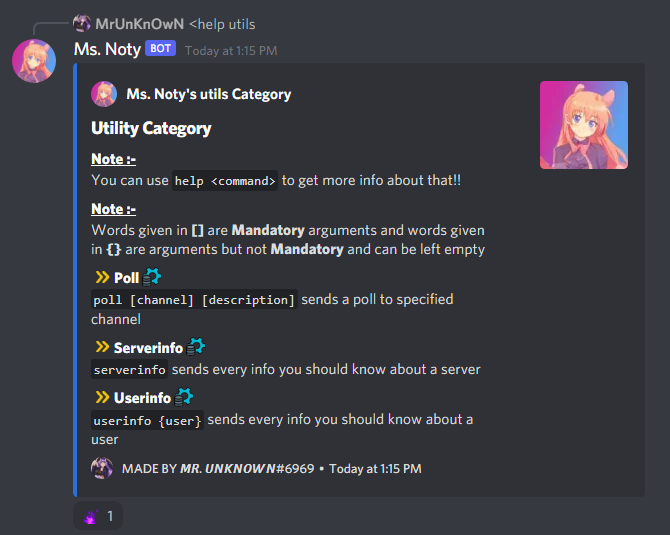 MrUnKnOwN <help utils
Ms. Noty BOT Today at 1:15 PM
Ms. Noty's utils Category
Utility Category
Note :-
You can use help <command> to get more info about that!!
Note :-
Words given in [] are Mandatory arguments and words given
in {} are arguments but not Mandatory and can be left empty
Poll
poll [channel] [description] sends a poll to specified
channel
Serverinfo
serverinfo sends every info you should know about a server
Userinfo
userinfo {user} sends every info you should know about a
user
MADE BY MR. UNKNOWN#6969 • Today at 1:15 PM
1